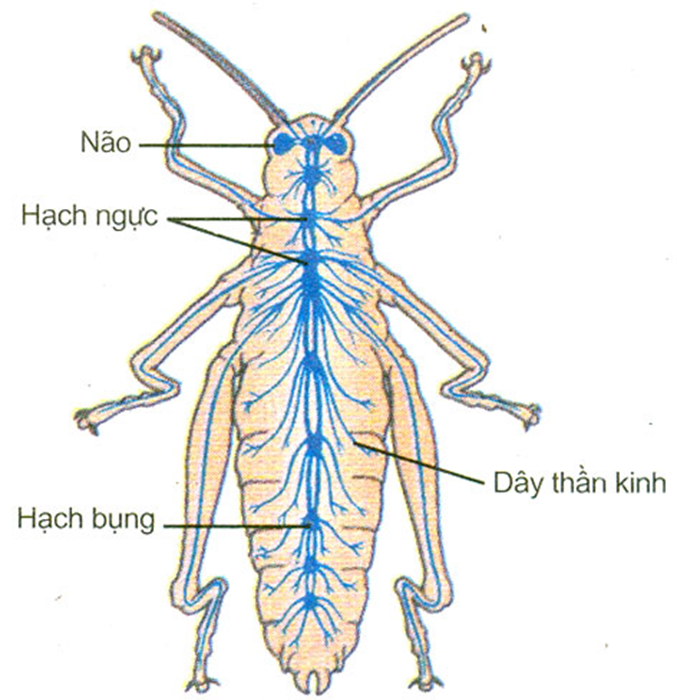 Não
Hạch ngực
Dây thần kinh
Hạch bụng